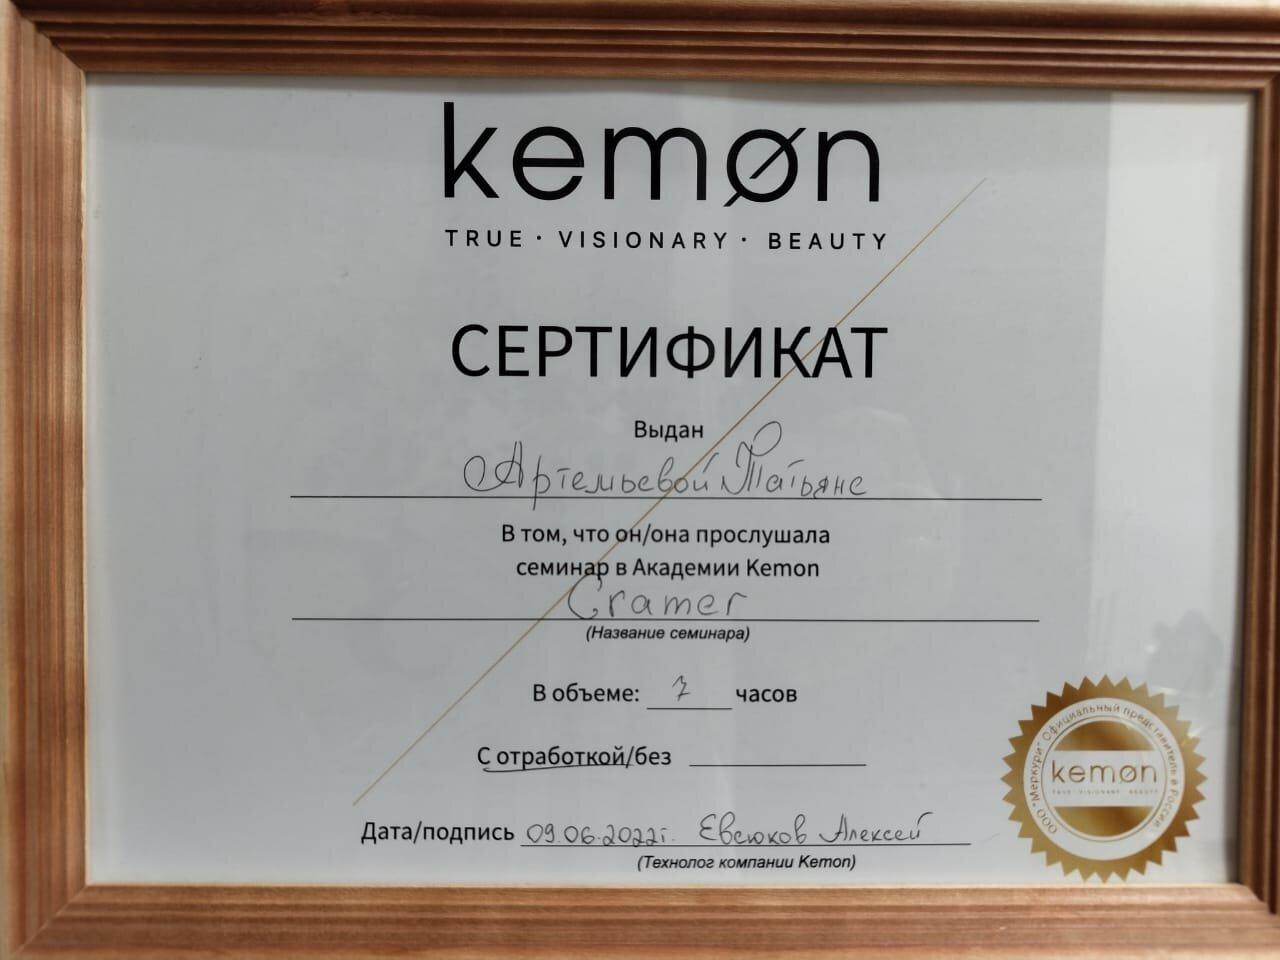 kemøn
TRUE · VISIONARY · BEAUTY
СЕРТИФИКАТ
Выдан
Артемьевой Татьяне
В том, что он/она прослушала
семинар в Академии Kemon
Cramer
(Название семинара)
В объеме: 7 часов
С отработкой/без
Дата/подпись 09.06.2022г. Евсюков Алексей
(Технолог компании Kemon)
ООО "Меркури" Официальный представитель в России
kemøn
TRUE · VISIONARY · BEAUTY